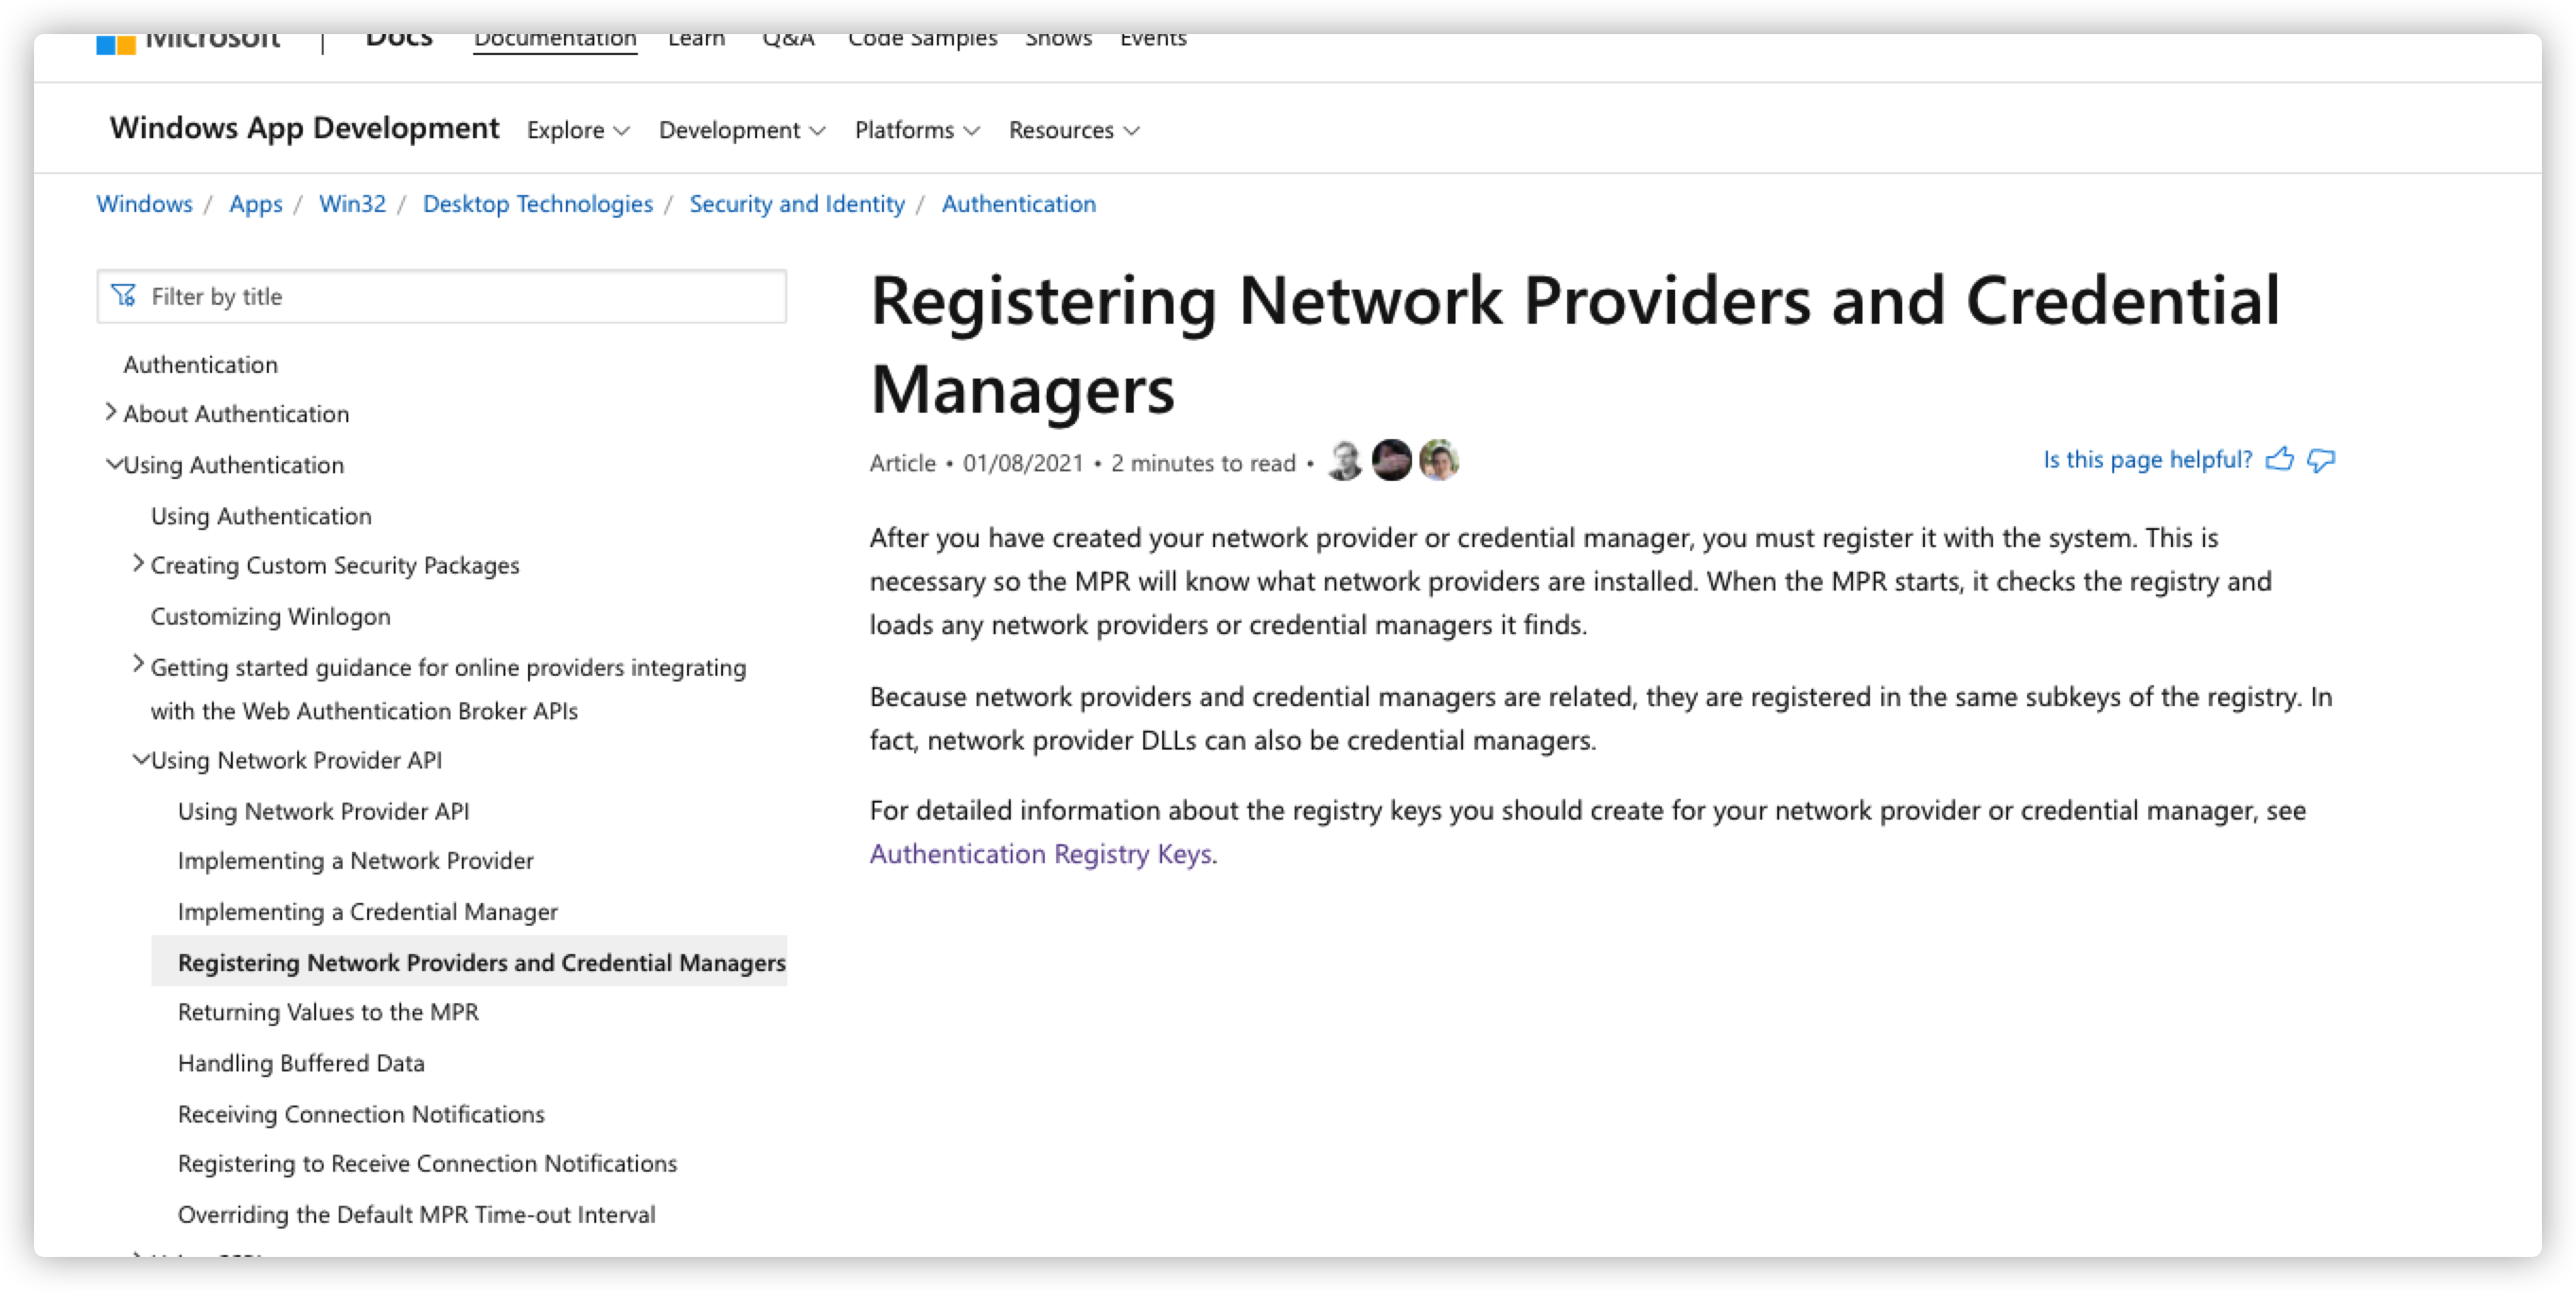 Microsoft | Docs Documentation Learn Q&A Code Samples Shows Events
Windows App Development Explore Development Platforms Resources
Windows / Apps / Win32 / Desktop Technologies / Security and Identity / Authentication
Filter by title
Authentication
About Authentication
Using Authentication
Using Authentication
Creating Custom Security Packages
Customizing Winlogon
Getting started guidance for online providers integrating
with the Web Authentication Broker APIs
Using Network Provider API
Using Network Provider API
Implementing a Network Provider
Implementing a Credential Manager
Registering Network Providers and Credential Managers
Returning Values to the MPR
Handling Buffered Data
Receiving Connection Notifications
Registering to Receive Connection Notifications
Overriding the Default MPR Time-out Interval
Registering Network Providers and Credential
Managers
Article • 01/08/2021 • 2 minutes to read •
Is this page helpful?
After you have created your network provider or credential manager, you must register it with the system. This is
necessary so the MPR will know what network providers are installed. When the MPR starts, it checks the registry and
loads any network providers or credential managers it finds.
Because network providers and credential managers are related, they are registered in the same subkeys of the registry. In
fact, network provider DLLs can also be credential managers.
For detailed information about the registry keys you should create for your network provider or credential manager, see
Authentication Registry Keys.